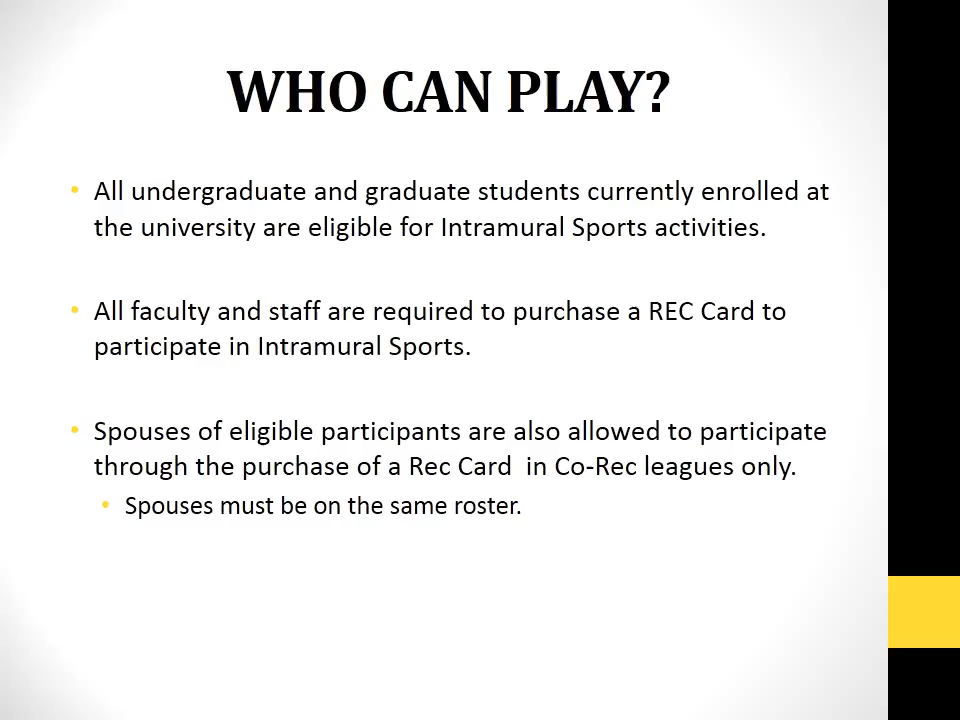 WHO CAN PLAY?
• All undergraduate and graduate students currently enrolled at
the university are eligible for Intramural Sports activities.
• All faculty and staff are required to purchase a REC Card to
participate in Intramural Sports.
• Spouses of eligible participants are also allowed to participate
through the purchase of a Rec Card  in Co-Rec leagues only.
• Spouses must be on the same roster.